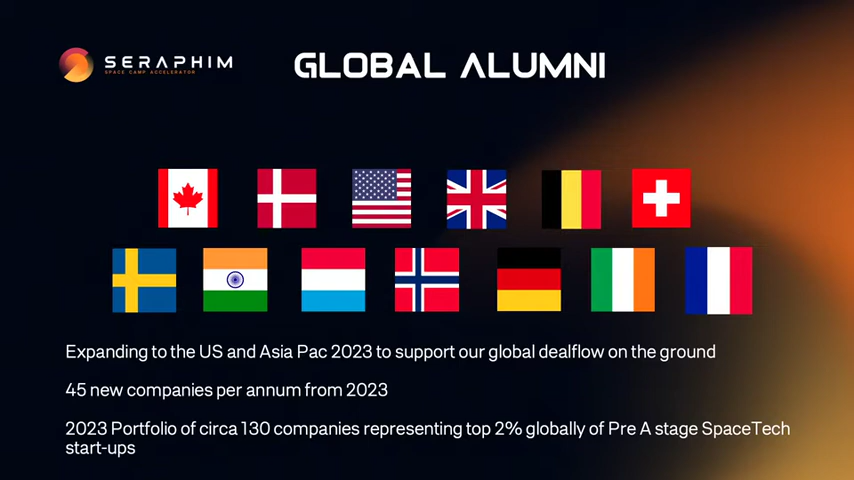 SERAPHIM
SPACE CAMP ACCELERATOR
GLOBAL ALUMNI
Expanding to the US and Asia Pac 2023 to support our global dealflow on the ground
45 new companies per annum from 2023
2023 Portfolio of circa 130 companies representing top 2% globally of Pre A stage SpaceTech
start-ups